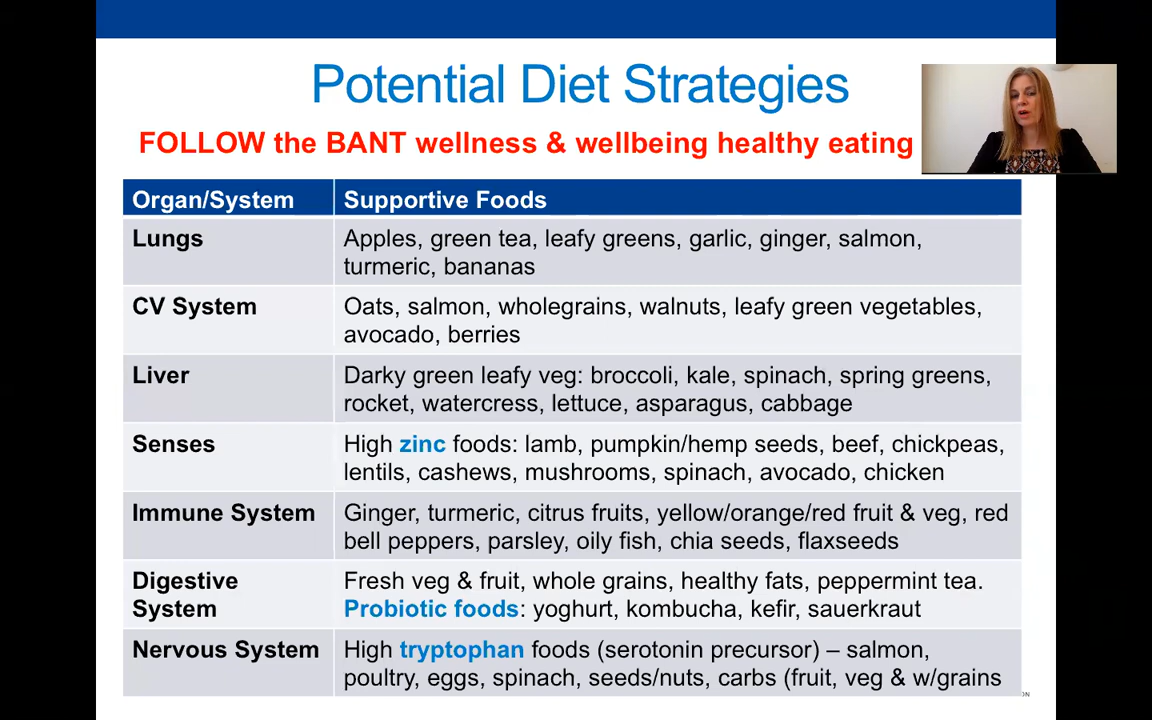 Potential Diet Strategies
FOLLOW the BANT wellness & wellbeing healthy eating
Organ/System Supportive Foods
Lungs Apples, green tea, leafy greens, garlic, ginger, salmon,
turmeric, bananas
CV System Oats, salmon, wholegrains, walnuts, leafy green vegetables,
avocado, berries
Liver Darky green leafy veg: broccoli, kale, spinach, spring greens,
rocket, watercress, lettuce, asparagus, cabbage
Senses High zinc foods: lamb, pumpkin/hemp seeds, beef, chickpeas,
lentils, cashews, mushrooms, spinach, avocado, chicken
Immune System Ginger, turmeric, citrus fruits, yellow/orange/red fruit & veg, red
bell peppers, parsley, oily fish, chia seeds, flaxseeds
Digestive Fresh veg & fruit, whole grains, healthy fats, peppermint tea.
System Probiotic foods: yoghurt, kombucha, kefir, sauerkraut
Nervous System High tryptophan foods (serotonin precursor) – salmon,
poultry, eggs, spinach, seeds/nuts, carbs (fruit, veg & w/grains